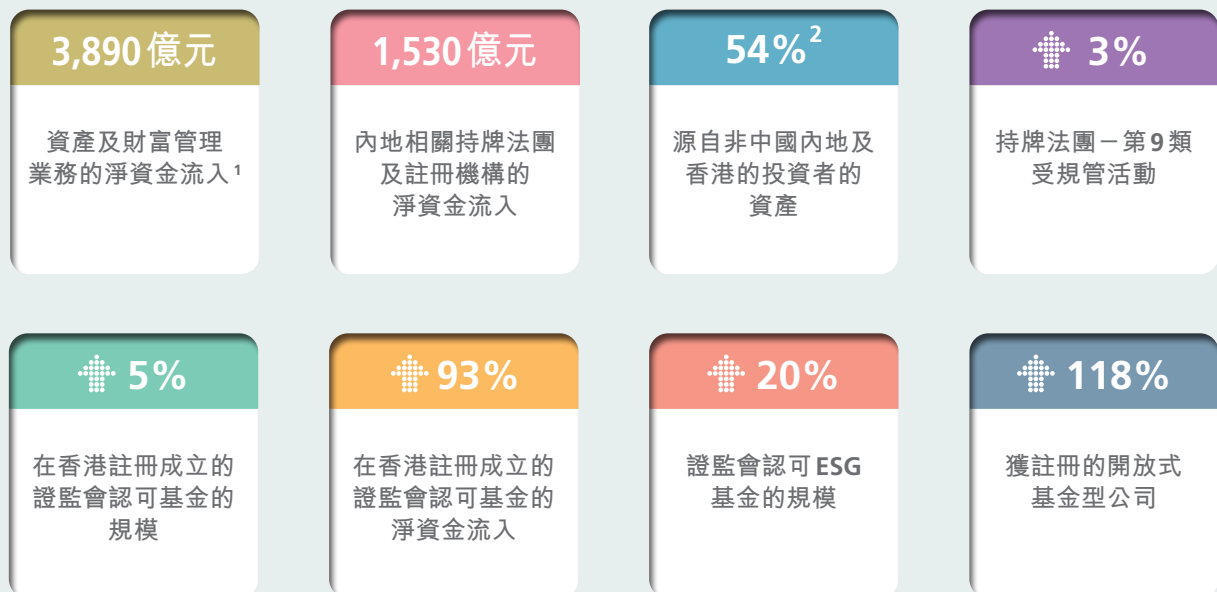 3,890億元
資產及財富管理
業務的淨資金流入1
1,530億元
內地相關持牌法團
及註冊機構的
淨資金流入
54%2
源自非中國內地及
香港的投資者的
資產
3%
持牌法團－第9類
受規管活動
5%
在香港註冊成立的
證監會認可基金的
規模
93%
在香港註冊成立的
證監會認可基金的
淨資金流入
20%
證監會認可ESG
基金的規模
118%
獲註冊的開放式
基金型公司